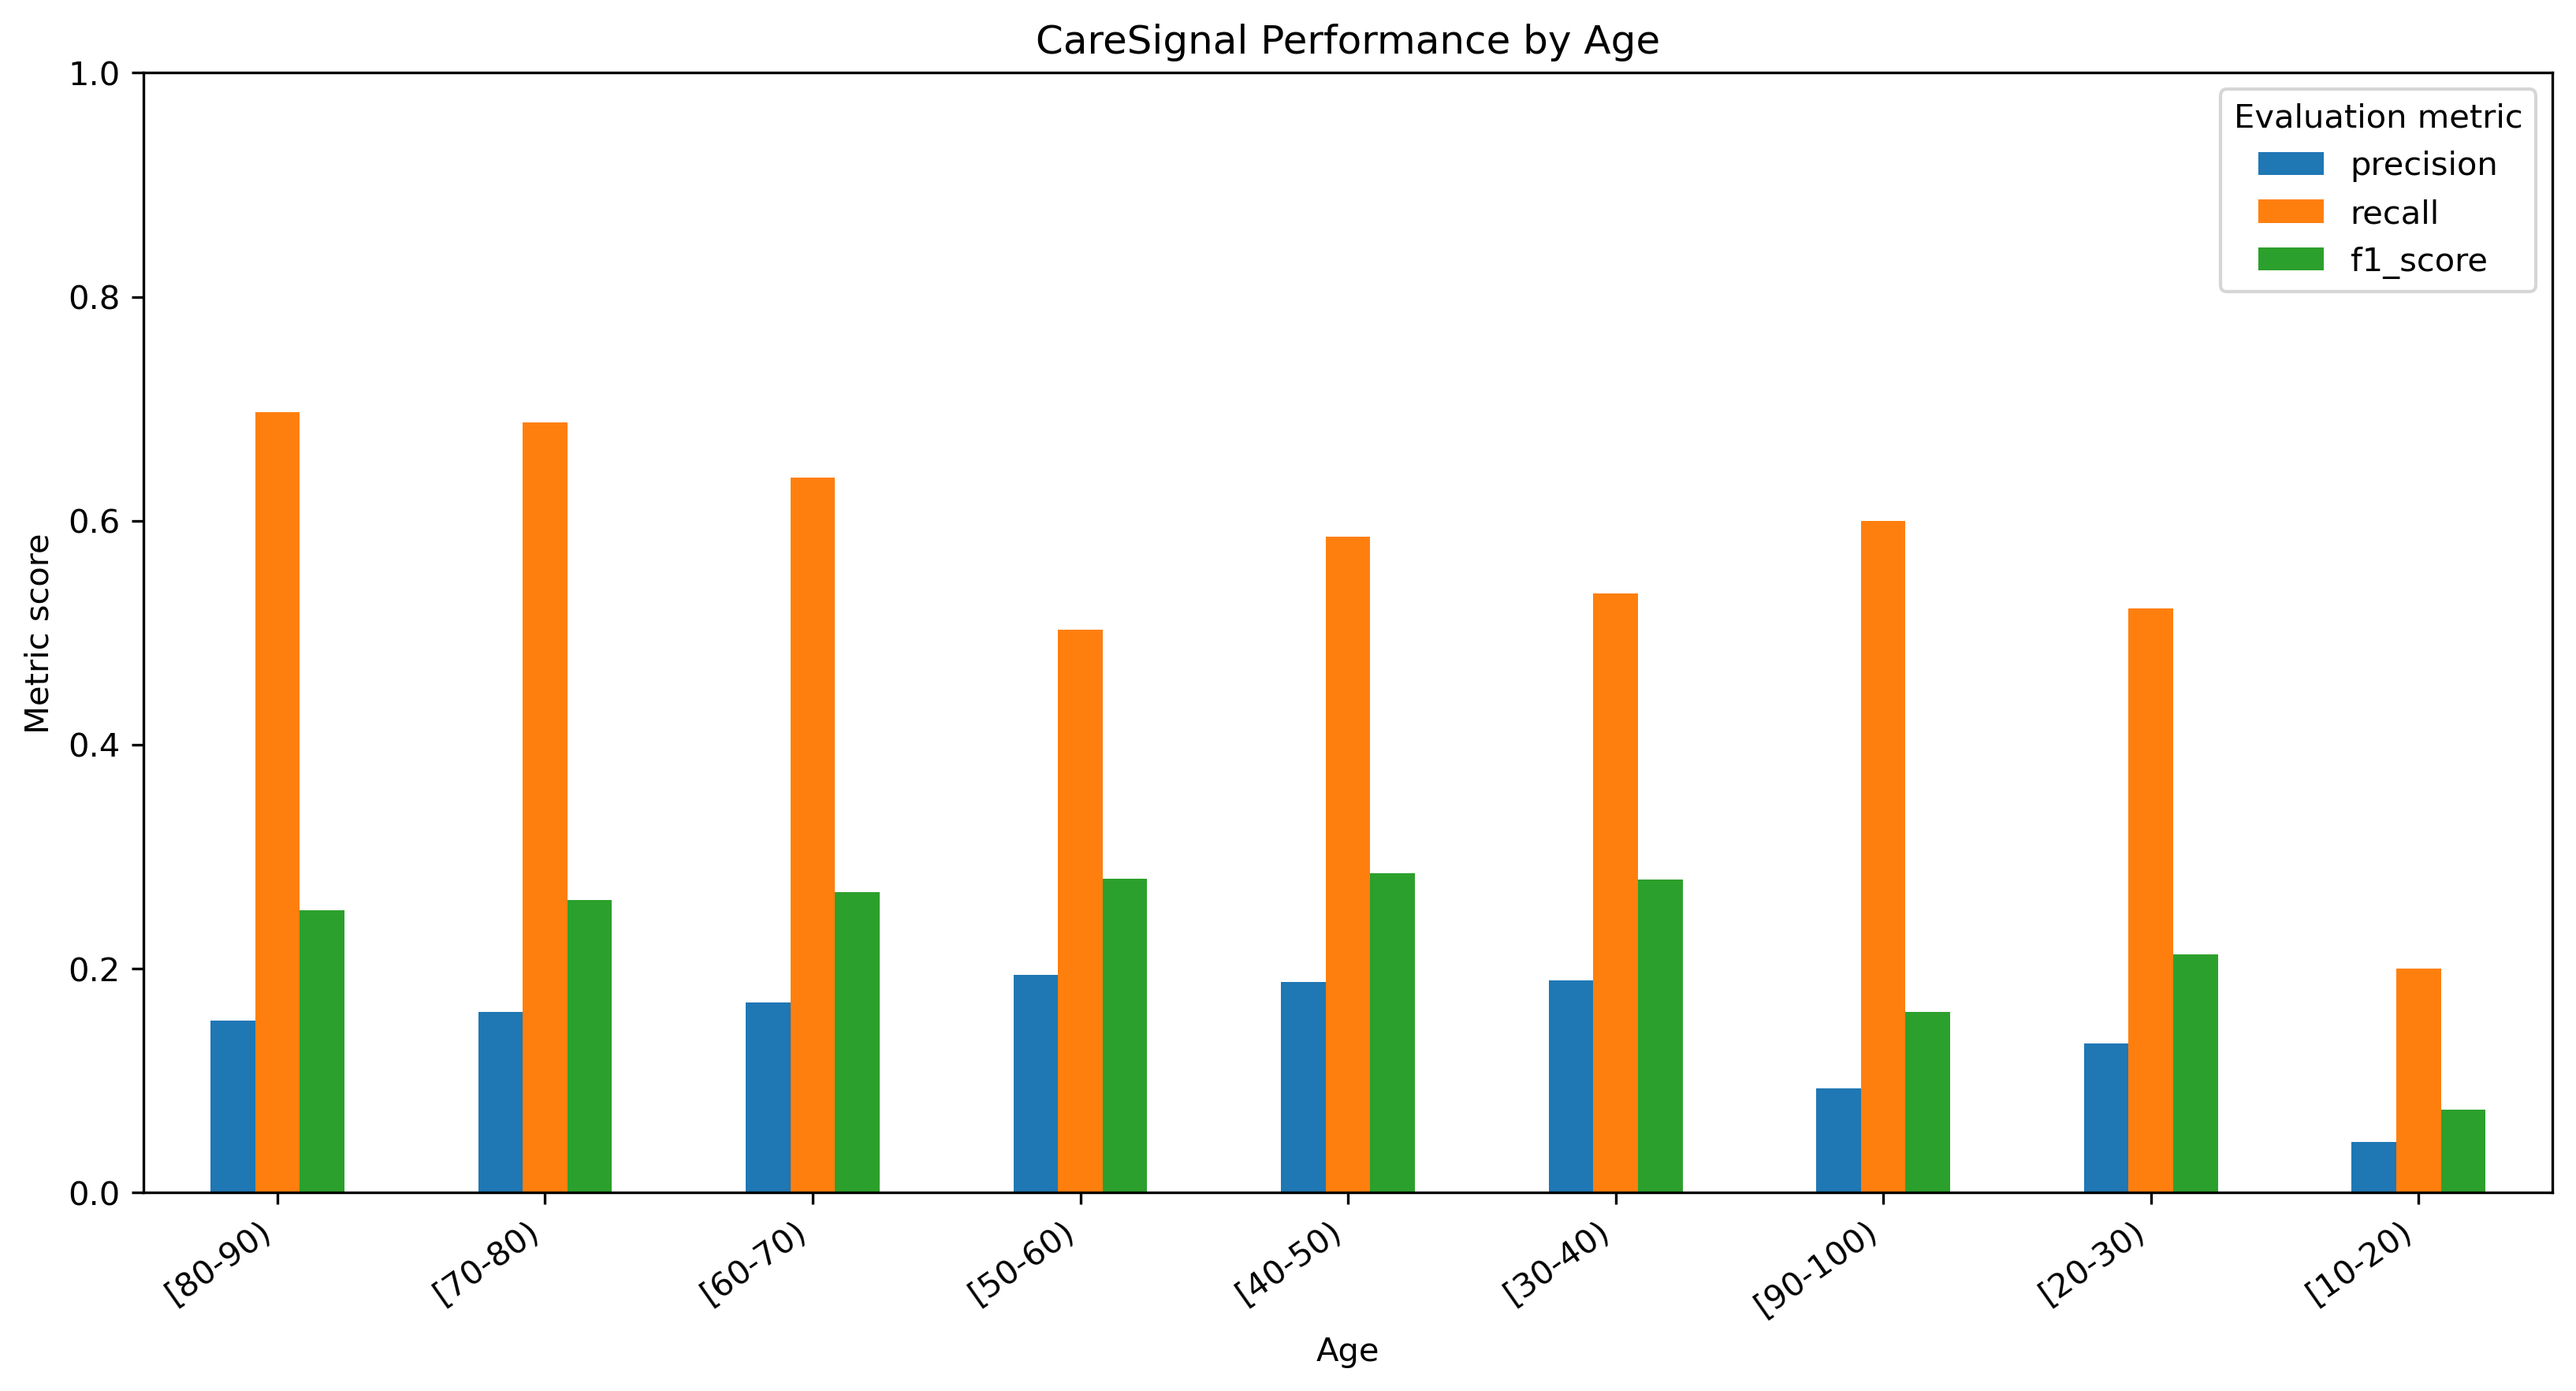 CareSignal Performance by Age
1.0
0.8
0.6
0.4
0.2
0.0
Metric score
Evaluation metric
precision
recall
f1_score
[80-90)
[70-80)
[60-70)
[50-60)
[40-50)
[30-40)
[90-100)
[20-30)
[10-20)
Age